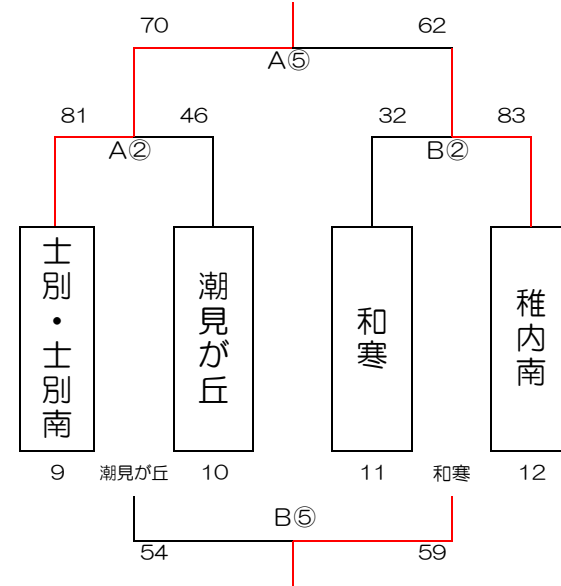 70 62
A⑤
81 46 32 83
A② B②
士別・士別南
潮見が丘
和寒
稚内南
9 潮見が丘 10 11 和寒 12
B⑤
54 59